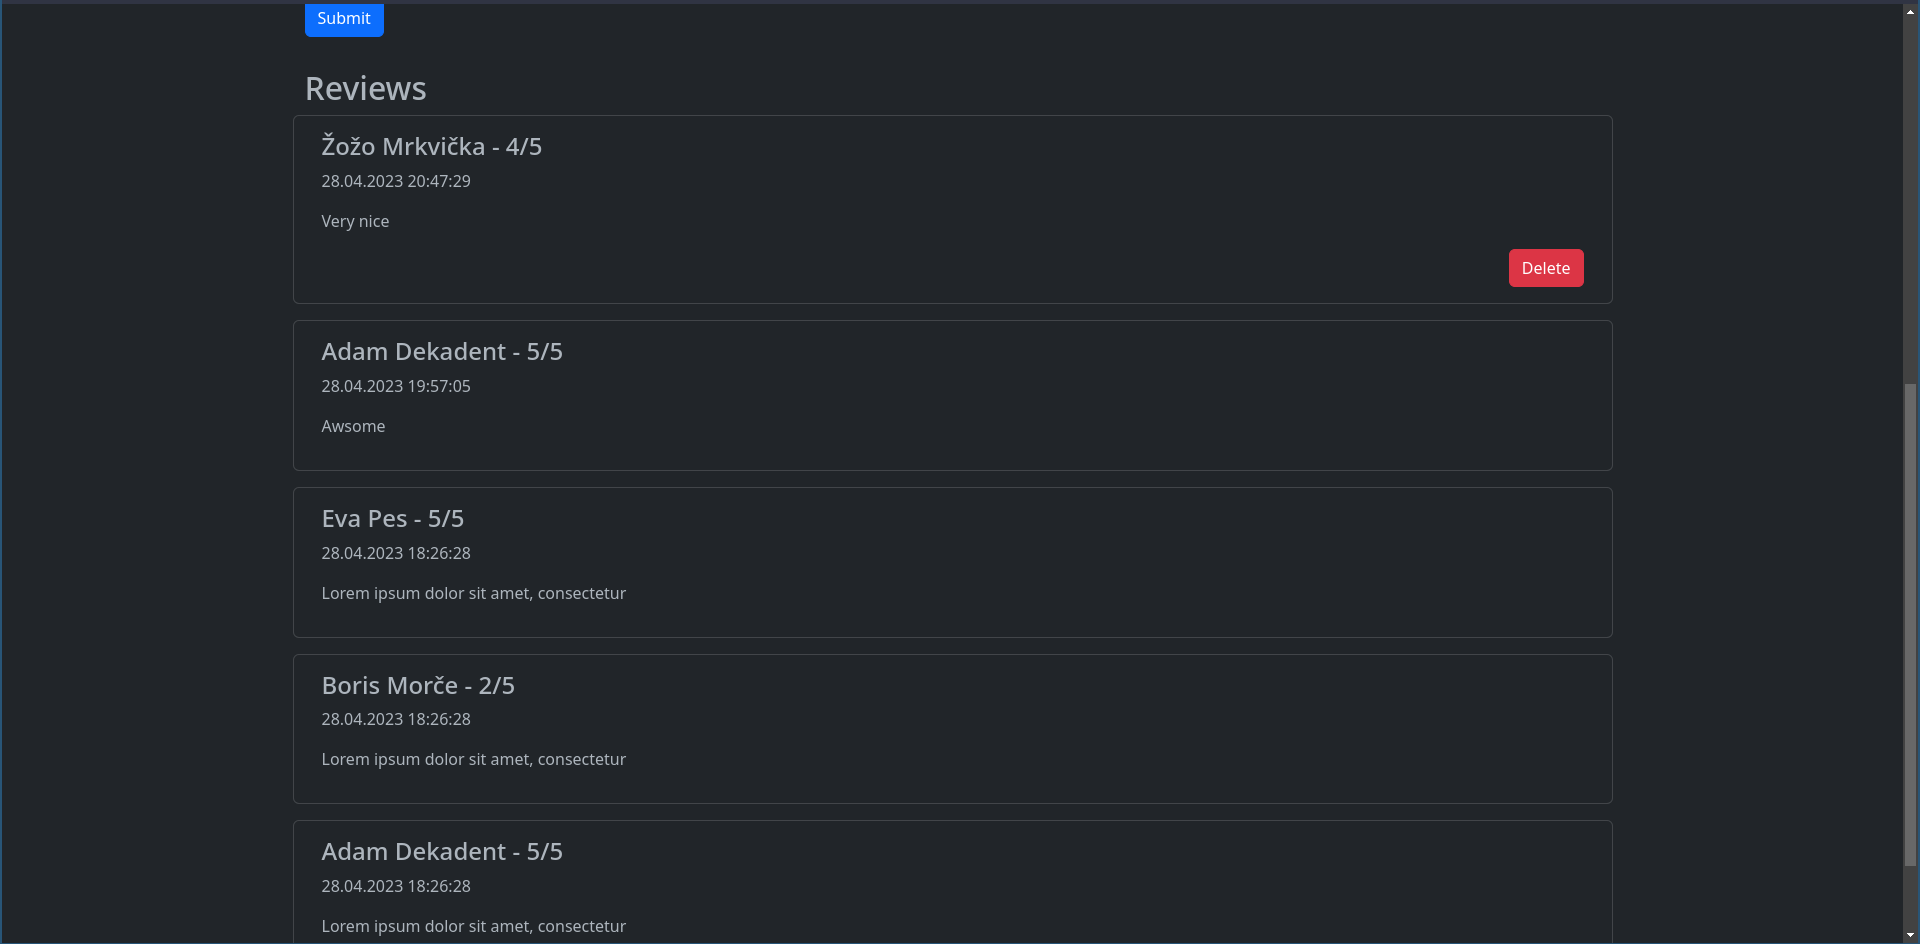 Submit
Reviews
Žožo Mrkvička - 4/5
28.04.2023 20:47:29
Very nice
Delete
Adam Dekadent - 5/5
28.04.2023 19:57:05
Awsome
Eva Pes - 5/5
28.04.2023 18:26:28
Lorem ipsum dolor sit amet, consectetur
Boris Morče - 2/5
28.04.2023 18:26:28
Lorem ipsum dolor sit amet, consectetur
Adam Dekadent - 5/5
28.04.2023 18:26:28
Lorem ipsum dolor sit amet, consectetur